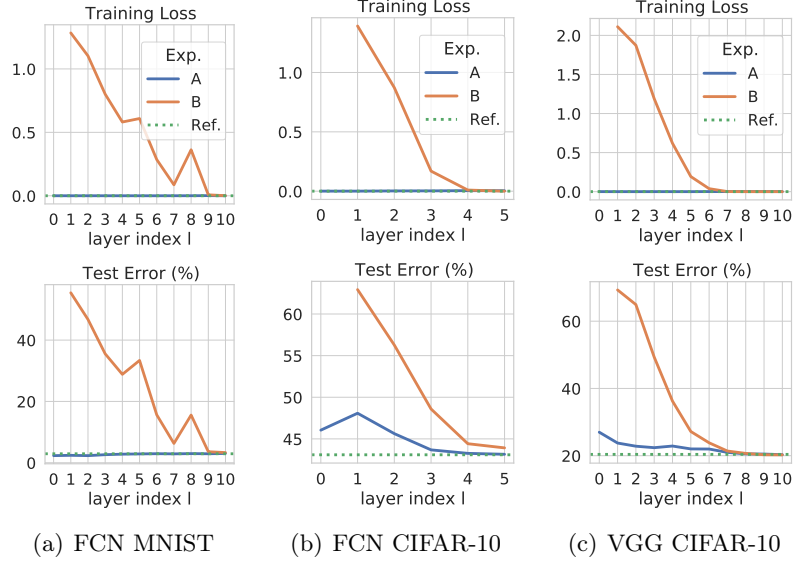 Training Loss
Training Loss
Training Loss
1.0
0.5
0.0
Exp.
A
B
Ref.
0 1 2 3 4 5 6 7 8 9 10
layer index l
1.0
0.5
0.0
Exp.
A
B
Ref.
0 1 2 3 4 5
layer index l
2.0
1.5
1.0
0.5
0.0
Exp.
A
B
Ref.
0 1 2 3 4 5 6 7 8 9 10
layer index l
Test Error (%)
Test Error (%)
Test Error (%)
40
20
0
0 1 2 3 4 5 6 7 8 9 10
layer index l
60
55
50
45
0 1 2 3 4 5
layer index l
60
40
20
0 1 2 3 4 5 6 7 8 9 10
layer index l
(a) FCN MNIST
(b) FCN CIFAR-10
(c) VGG CIFAR-10